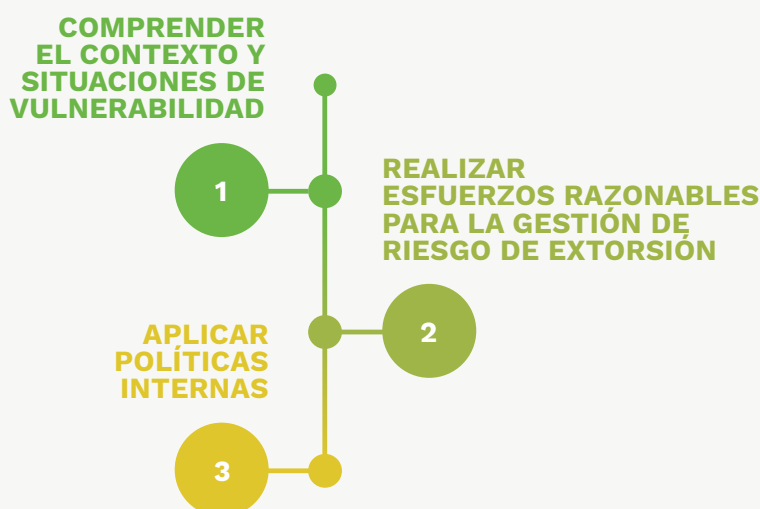 COMPRENDER
EL CONTEXTO Y
SITUACIONES DE
VULNERABILIDAD
1
REALIZAR
ESFUERZOS RAZONABLES
PARA LA GESTIÓN DE
RIESGO DE EXTORSIÓN
2
APLICAR
POLÍTICAS
INTERNAS
3